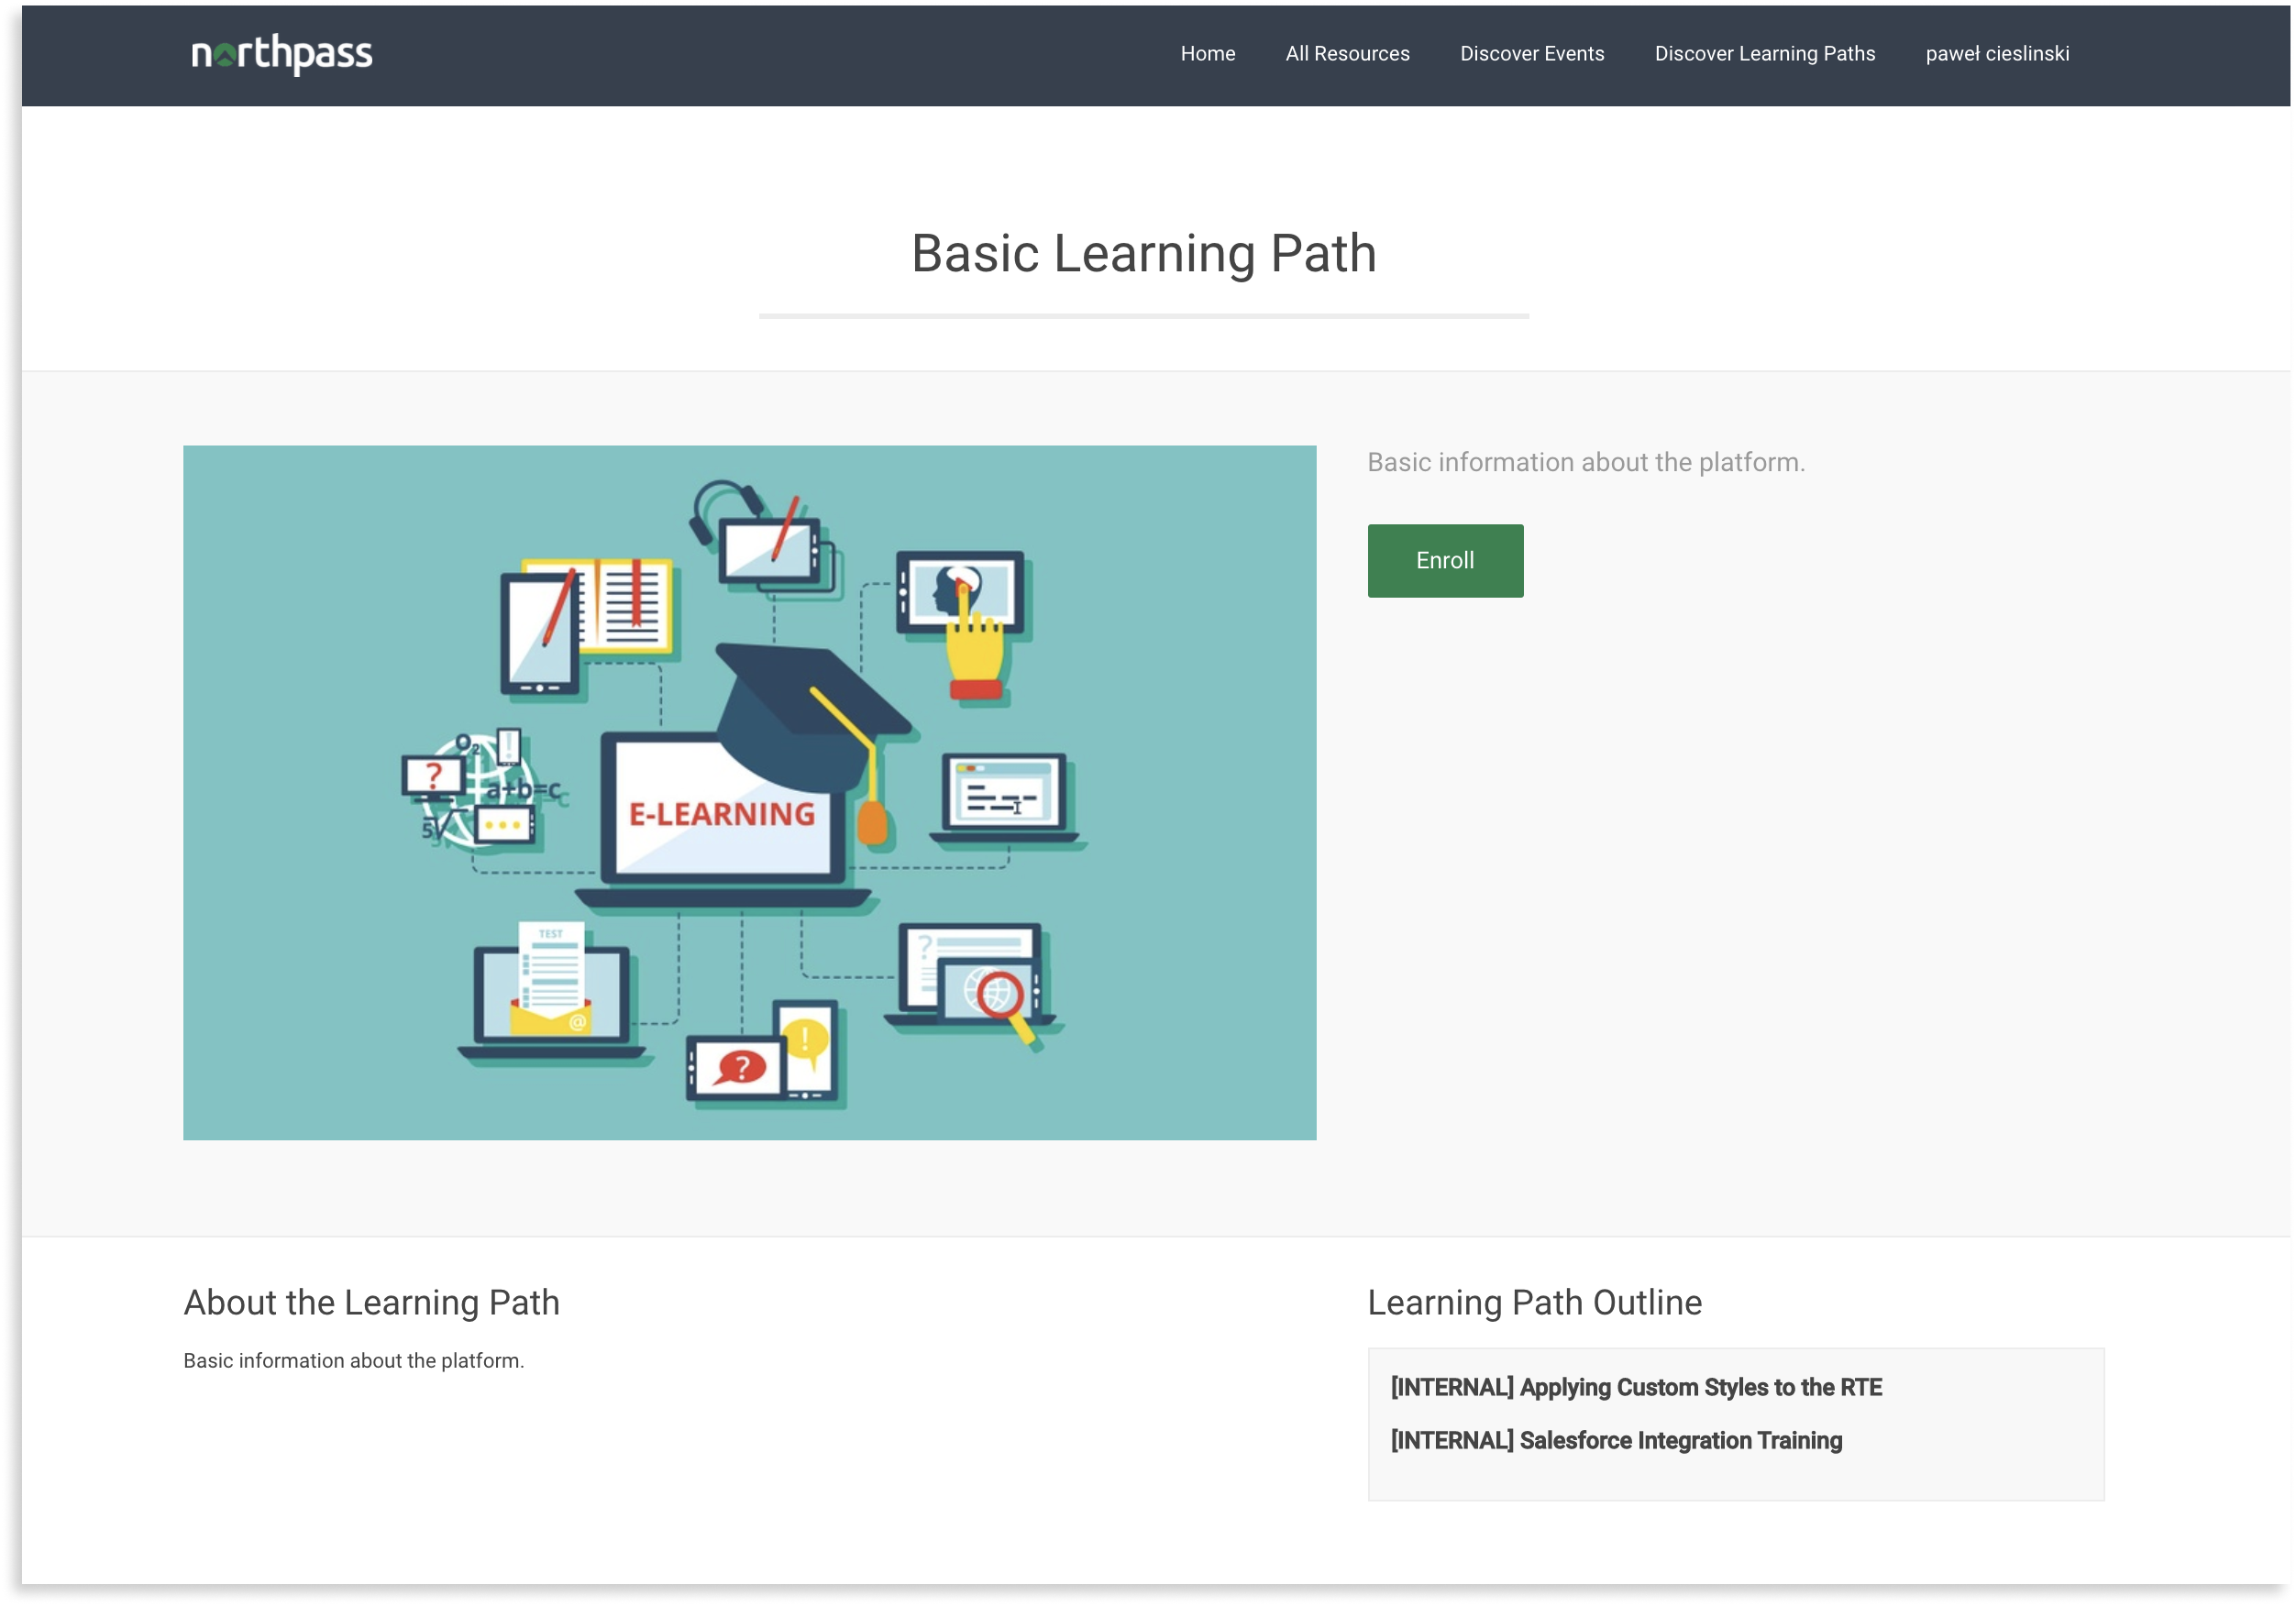 northpass
Home All Resources Discover Events Discover Learning Paths paweł cieslinski
Basic Learning Path
Basic information about the platform.
Enroll
O₂
!
?
a+b=c
5√
E-LEARNING
TEST
@
?
!
?
About the Learning Path
Basic information about the platform.
Learning Path Outline
[INTERNAL] Applying Custom Styles to the RTE
[INTERNAL] Salesforce Integration Training